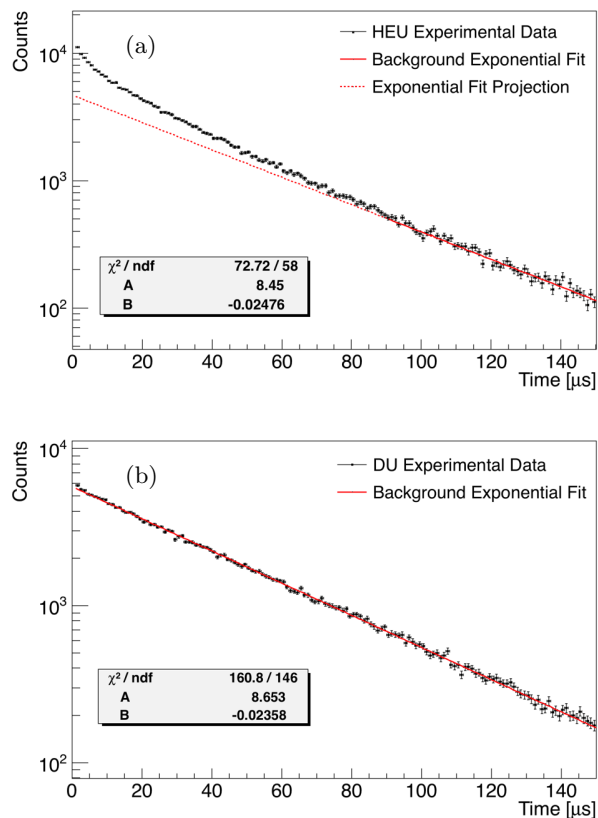 Counts
(a)
HEU Experimental Data
Background Exponential Fit
Exponential Fit Projection
10⁴
10³
10²
χ² / ndf 72.72 / 58
A 8.45
B -0.02476
0 20 40 60 80 100 120 140
Time [μs]
Counts
(b)
DU Experimental Data
Background Exponential Fit
10⁴
10³
10²
χ² / ndf 160.8 / 146
A 8.653
B -0.02358
0 20 40 60 80 100 120 140
Time [μs]